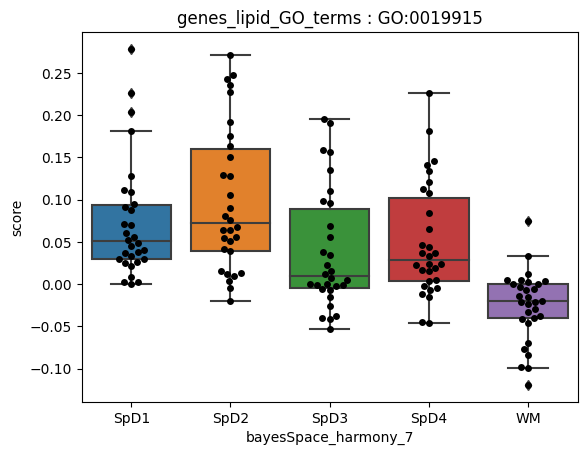 genes_lipid_GO_terms : GO:0019915
0.25
0.20
0.15
0.10
0.05
0.00
−0.05
−0.10
score
SpD1 SpD2 SpD3 SpD4 WM
bayesSpace_harmony_7